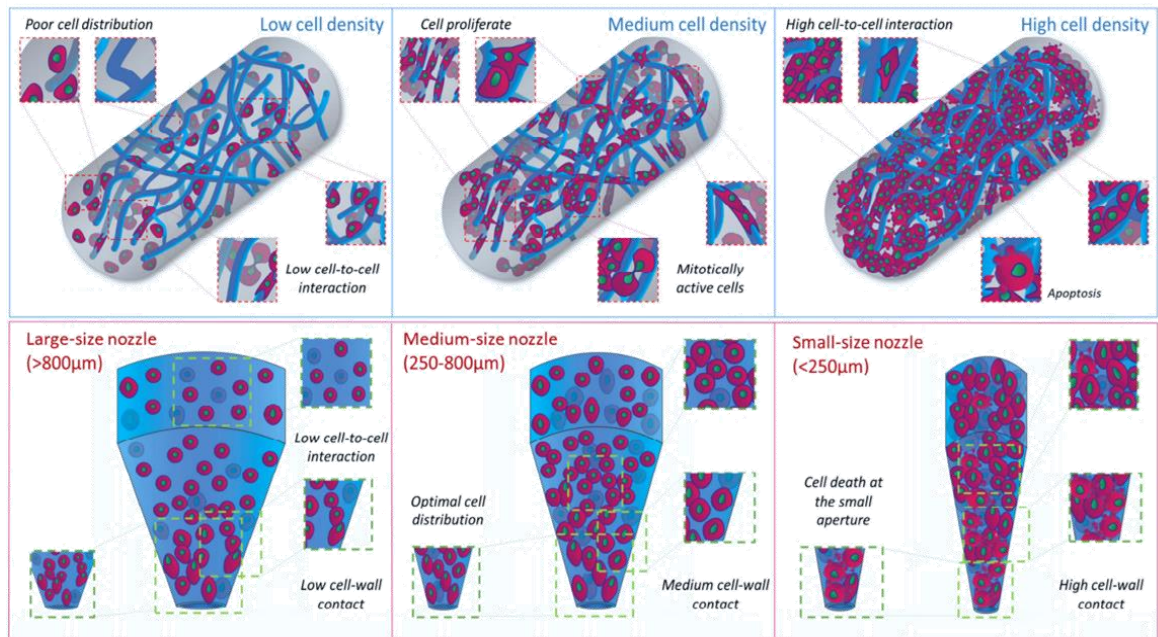 Poor cell distribution
Low cell density
Low cell-to-cell
interaction
Cell proliferate
Medium cell density
Mitotically
active cells
High cell-to-cell interaction
High cell density
Apoptosis
Large-size nozzle
(>800µm)
Low cell-to-cell
interaction
Low cell-wall
contact
Medium-size nozzle
(250-800µm)
Optimal cell
distribution
Medium cell-wall
contact
Small-size nozzle
(<250µm)
Cell death at
the small
aperture
High cell-wall
contact